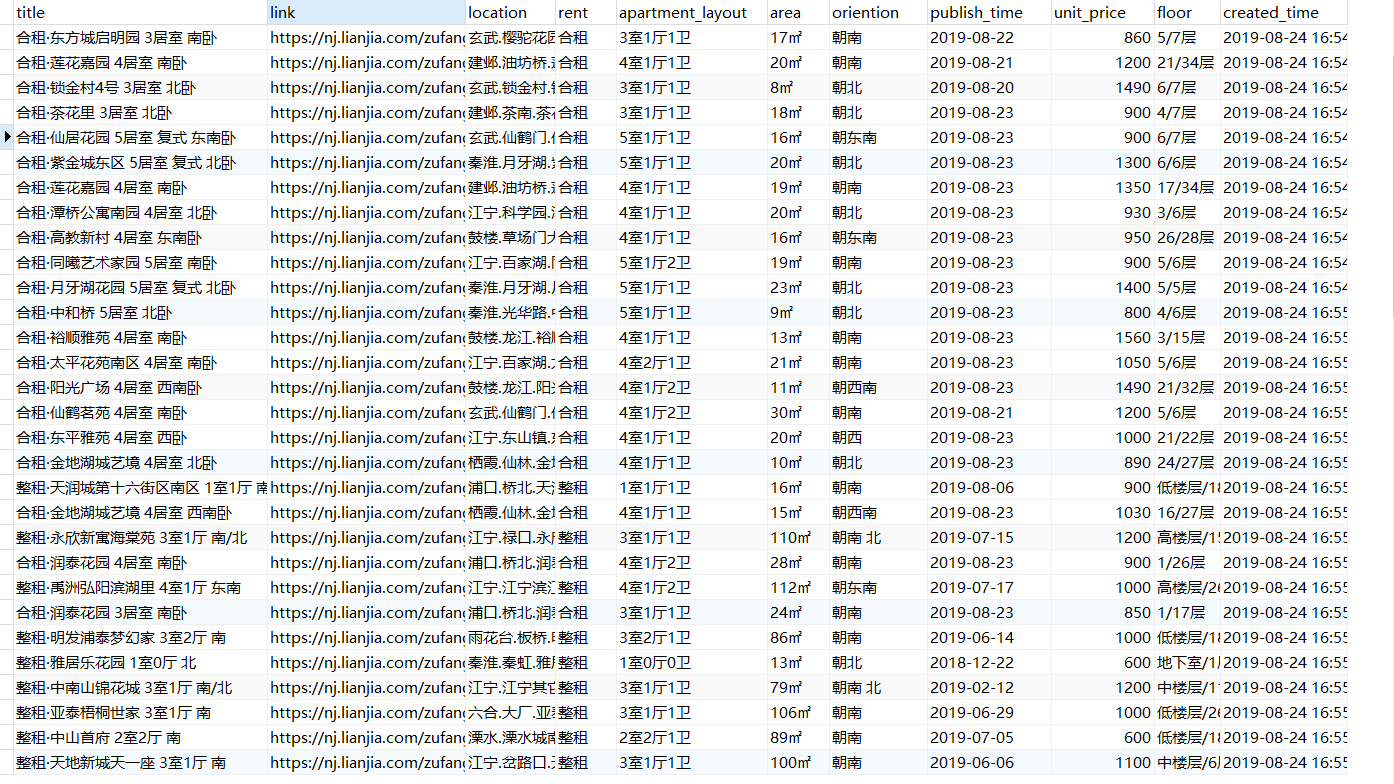 title link location rent apartment_layout area oriention publish_time unit_price floor created_time
合租·东方城启明园 3居室 南卧 https://nj.lianjia.com/zufang 玄武.樱驼花园 合租 3室1厅1卫 17㎡ 朝南 2019-08-22 860 5/7层 2019-08-24 16:54
合租·莲花嘉园 4居室 南卧 https://nj.lianjia.com/zufang 建邺.油坊桥. 合租 4室1厅1卫 20㎡ 朝南 2019-08-21 1200 21/34层 2019-08-24 16:54
合租·锁金村4号 3居室 北卧 https://nj.lianjia.com/zufang 玄武.锁金村. 合租 3室1厅1卫 8㎡ 朝北 2019-08-20 1490 6/7层 2019-08-24 16:54
合租·茶花里 3居室 北卧 https://nj.lianjia.com/zufang 建邺.茶南.茶 合租 3室1厅1卫 18㎡ 朝北 2019-08-23 900 4/7层 2019-08-24 16:54
合租·仙居花园 5居室 复式 东南卧 https://nj.lianjia.com/zufang 玄武.仙鹤门. 合租 5室1厅1卫 16㎡ 朝东南 2019-08-23 900 6/7层 2019-08-24 16:54
合租·紫金城东区 5居室 复式 北卧 https://nj.lianjia.com/zufang 秦淮.月牙湖. 合租 5室1厅1卫 20㎡ 朝北 2019-08-23 1300 6/6层 2019-08-24 16:54
合租·莲花嘉园 4居室 南卧 https://nj.lianjia.com/zufang 建邺.油坊桥. 合租 4室1厅1卫 19㎡ 朝南 2019-08-23 1350 17/34层 2019-08-24 16:54
合租·潭桥公寓南园 4居室 北卧 https://nj.lianjia.com/zufang 江宁.科学园. 合租 4室1厅1卫 20㎡ 朝北 2019-08-23 930 3/6层 2019-08-24 16:54
合租·高教新村 4居室 东南卧 https://nj.lianjia.com/zufang 鼓楼.草场门大 合租 4室1厅1卫 16㎡ 朝东南 2019-08-23 950 26/28层 2019-08-24 16:54
合租·同曦艺术家园 5居室 南卧 https://nj.lianjia.com/zufang 江宁.百家湖. 合租 5室1厅2卫 19㎡ 朝南 2019-08-23 900 5/6层 2019-08-24 16:54
合租·月牙湖花园 5居室 复式 北卧 https://nj.lianjia.com/zufang 秦淮.月牙湖. 合租 5室1厅1卫 23㎡ 朝北 2019-08-23 1400 5/5层 2019-08-24 16:54
合租·中和桥 5居室 北卧 https://nj.lianjia.com/zufang 秦淮.光华路. 合租 5室1厅1卫 9㎡ 朝北 2019-08-23 800 4/6层 2019-08-24 16:55
合租·裕顺雅苑 4居室 南卧 https://nj.lianjia.com/zufang 鼓楼.龙江.裕顺 合租 4室1厅1卫 13㎡ 朝南 2019-08-23 1560 3/15层 2019-08-24 16:55
合租·太平花苑南区 4居室 南卧 https://nj.lianjia.com/zufang 江宁.百家湖. 合租 4室2厅1卫 21㎡ 朝南 2019-08-23 1050 5/6层 2019-08-24 16:55
合租·阳光广场 4居室 西南卧 https://nj.lianjia.com/zufang 鼓楼.龙江.阳光 合租 4室1厅2卫 11㎡ 朝西南 2019-08-23 1490 21/32层 2019-08-24 16:55
合租·仙鹤茗苑 4居室 南卧 https://nj.lianjia.com/zufang 玄武.仙鹤门. 合租 4室1厅2卫 30㎡ 朝南 2019-08-21 1200 5/6层 2019-08-24 16:55
合租·东平雅苑 4居室 西卧 https://nj.lianjia.com/zufang 江宁.东山镇. 合租 4室1厅1卫 20㎡ 朝西 2019-08-23 1000 21/22层 2019-08-24 16:55
合租·金地湖城艺境 4居室 北卧 https://nj.lianjia.com/zufang 栖霞.仙林.金地 合租 4室1厅1卫 10㎡ 朝北 2019-08-23 890 24/27层 2019-08-24 16:55
整租·天润城第十六街区南区 1室1厅 南 https://nj.lianjia.com/zufang 浦口.桥北.天 整租 1室1厅1卫 16㎡ 朝南 2019-08-06 900 低楼层/18 2019-08-24 16:55
合租·金地湖城艺境 4居室 西南卧 https://nj.lianjia.com/zufang 栖霞.仙林.金地 合租 4室1厅1卫 15㎡ 朝西南 2019-08-23 1030 16/27层 2019-08-24 16:55
整租·永欣新寓海棠苑 3室1厅 南/北 https://nj.lianjia.com/zufang 江宁.禄口.永欣 整租 3室1厅1卫 110㎡ 朝南 北 2019-07-15 1200 高楼层/1 2019-08-24 16:55
合租·润泰花园 4居室 南卧 https://nj.lianjia.com/zufang 浦口.桥北.润泰 合租 4室1厅2卫 28㎡ 朝南 2019-08-23 900 1/26层 2019-08-24 16:55
整租·禹洲弘阳滨湖里 4室1厅 东南 https://nj.lianjia.com/zufang 江宁.江宁滨江 整租 4室1厅2卫 112㎡ 朝东南 2019-07-17 1000 高楼层/26 2019-08-24 16:55
合租·润泰花园 3居室 南卧 https://nj.lianjia.com/zufang 浦口.桥北.润泰 合租 3室1厅1卫 24㎡ 朝南 2019-08-23 850 1/17层 2019-08-24 16:55
整租·明发浦泰梦幻家 3室2厅 南 https://nj.lianjia.com/zufang 雨花台.板桥. 整租 3室2厅1卫 86㎡ 朝南 2019-06-14 1000 低楼层/18 2019-08-24 16:55
整租·雅居乐花园 1室0厅 北 https://nj.lianjia.com/zufang 秦淮.秦虹.雅居 整租 1室0厅0卫 13㎡ 朝北 2018-12-22 600 地下室/1 2019-08-24 16:55
整租·中南山锦花城 3室1厅 南/北 https://nj.lianjia.com/zufang 江宁.江宁其它 整租 3室1厅1卫 79㎡ 朝南 北 2019-02-12 1200 中楼层/1 2019-08-24 16:55
整租·亚泰梧桐世家 3室1厅 南 https://nj.lianjia.com/zufang 六合.大厂.亚泰 整租 3室1厅1卫 106㎡ 朝南 2019-06-29 1000 低楼层/26 2019-08-24 16:55
整租·中山首府 2室2厅 南 https://nj.lianjia.com/zufang 溧水.溧水城南 整租 2室2厅1卫 89㎡ 朝南 2019-07-05 600 低楼层/18 2019-08-24 16:55
整租·天地新城天一座 3室1厅 南 https://nj.lianjia.com/zufang 江宁.岔路口. 整租 3室1厅1卫 100㎡ 朝南 2019-06-06 1100 中楼层/6 2019-08-24 16:55